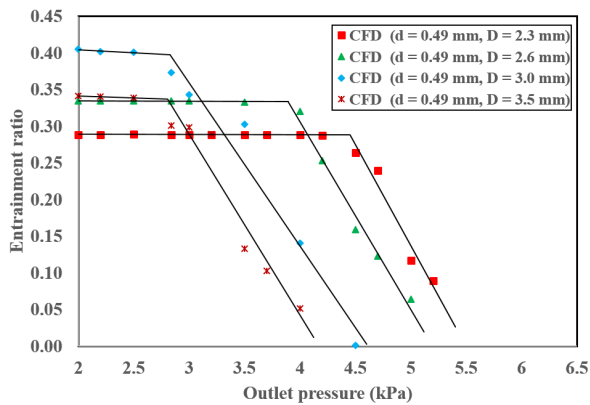 0.45
0.40
0.35
0.30
0.25
0.20
0.15
0.10
0.05
0.00
Entrainment ratio
CFD (d = 0.49 mm, D = 2.3 mm)
CFD (d = 0.49 mm, D = 2.6 mm)
CFD (d = 0.49 mm, D = 3.0 mm)
CFD (d = 0.49 mm, D = 3.5 mm)
2 2.5 3 3.5 4 4.5 5 5.5 6 6.5
Outlet pressure (kPa)